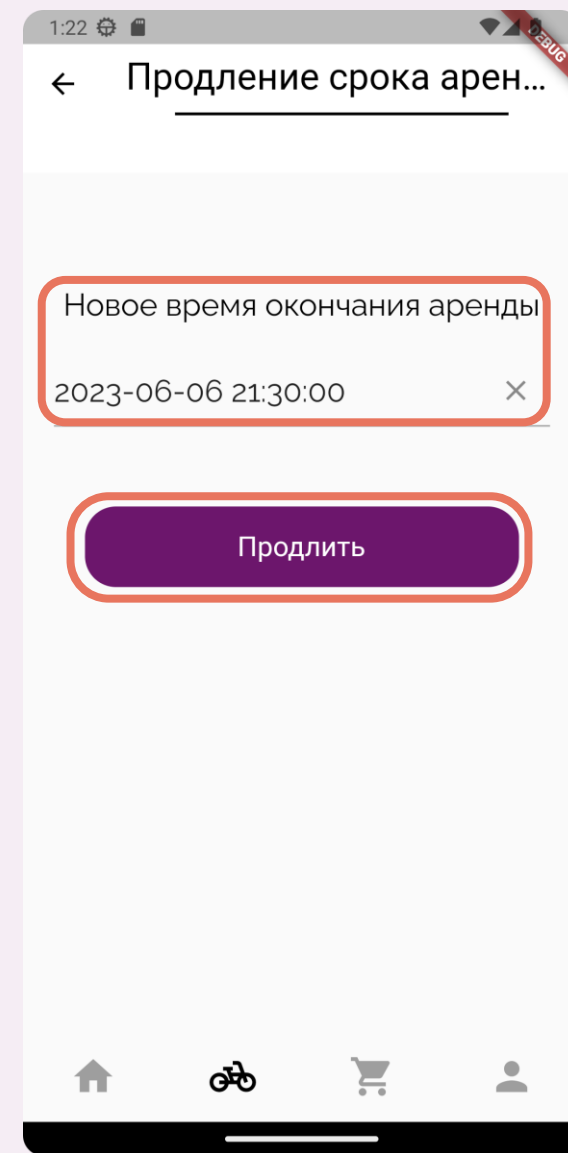 1:22
DEBUG
Продление срока арен...
Новое время окончания аренды
2023-06-06 21:30:00
Продлить